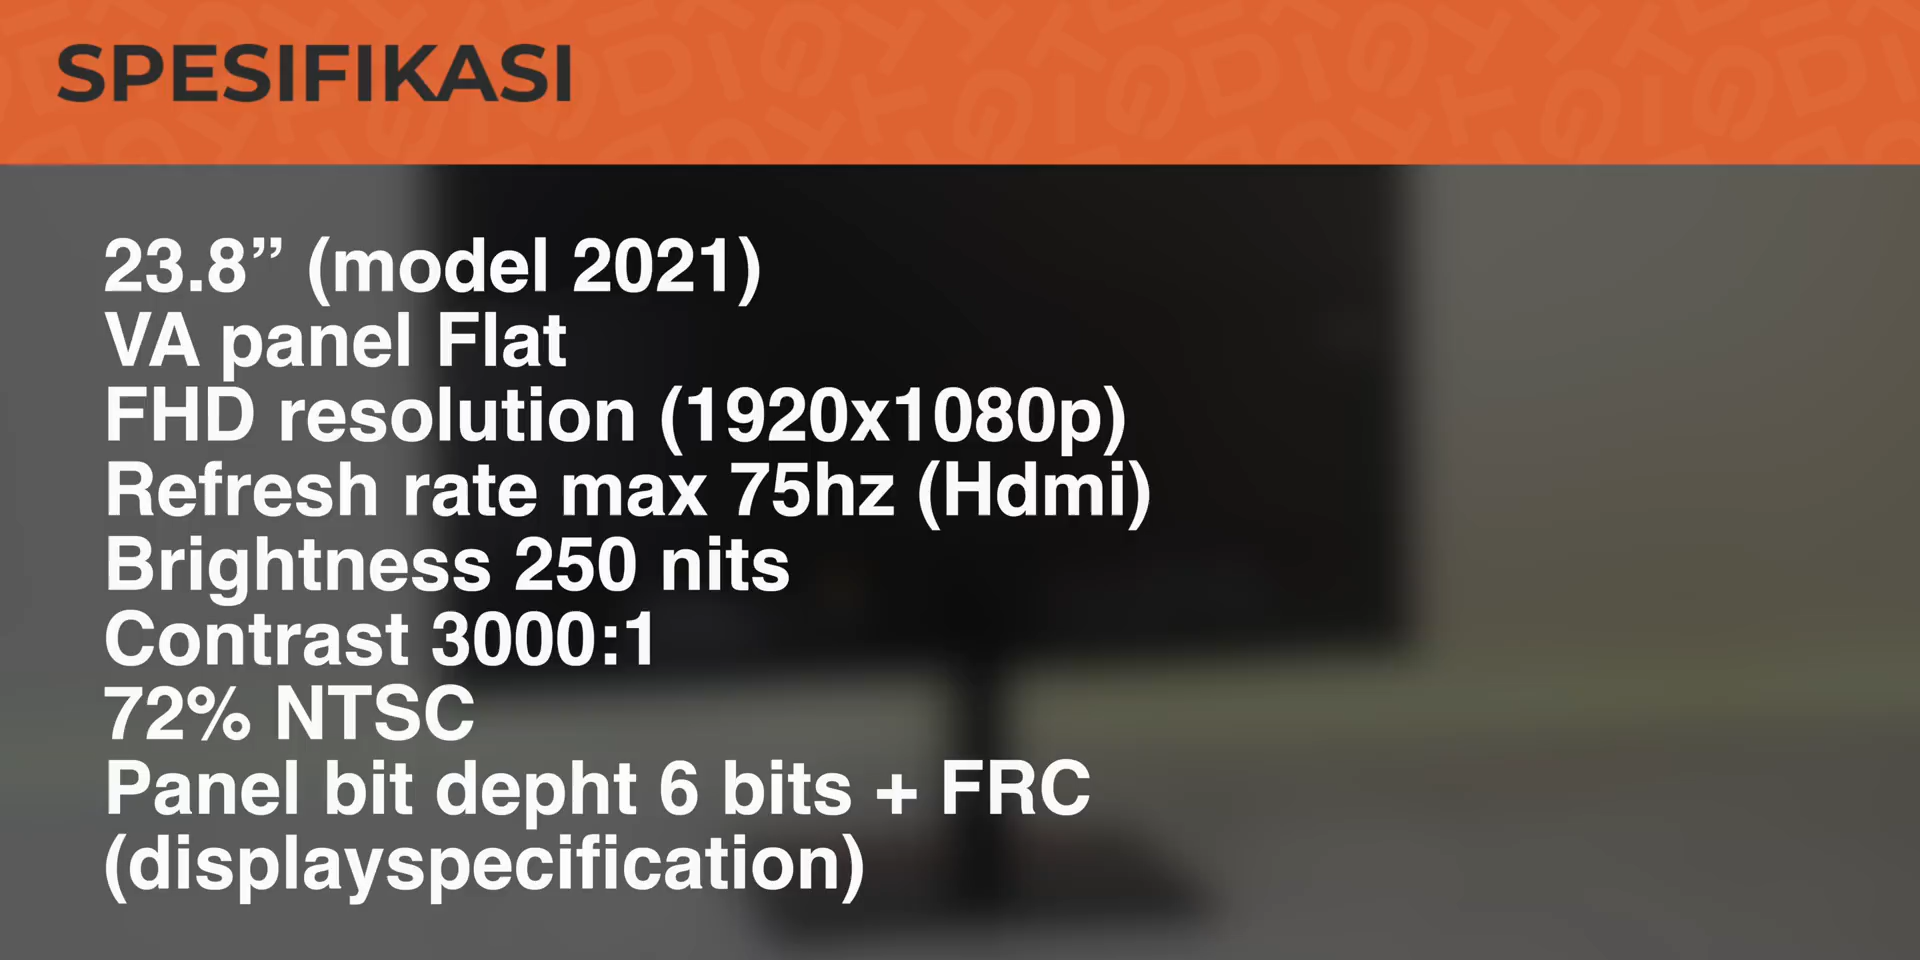 SPESIFIKASI
23.8” (model 2021)
VA panel Flat
FHD resolution (1920x1080p)
Refresh rate max 75hz (Hdmi)
Brightness 250 nits
Contrast 3000:1
72% NTSC
Panel bit depht 6 bits + FRC
(displayspecification)